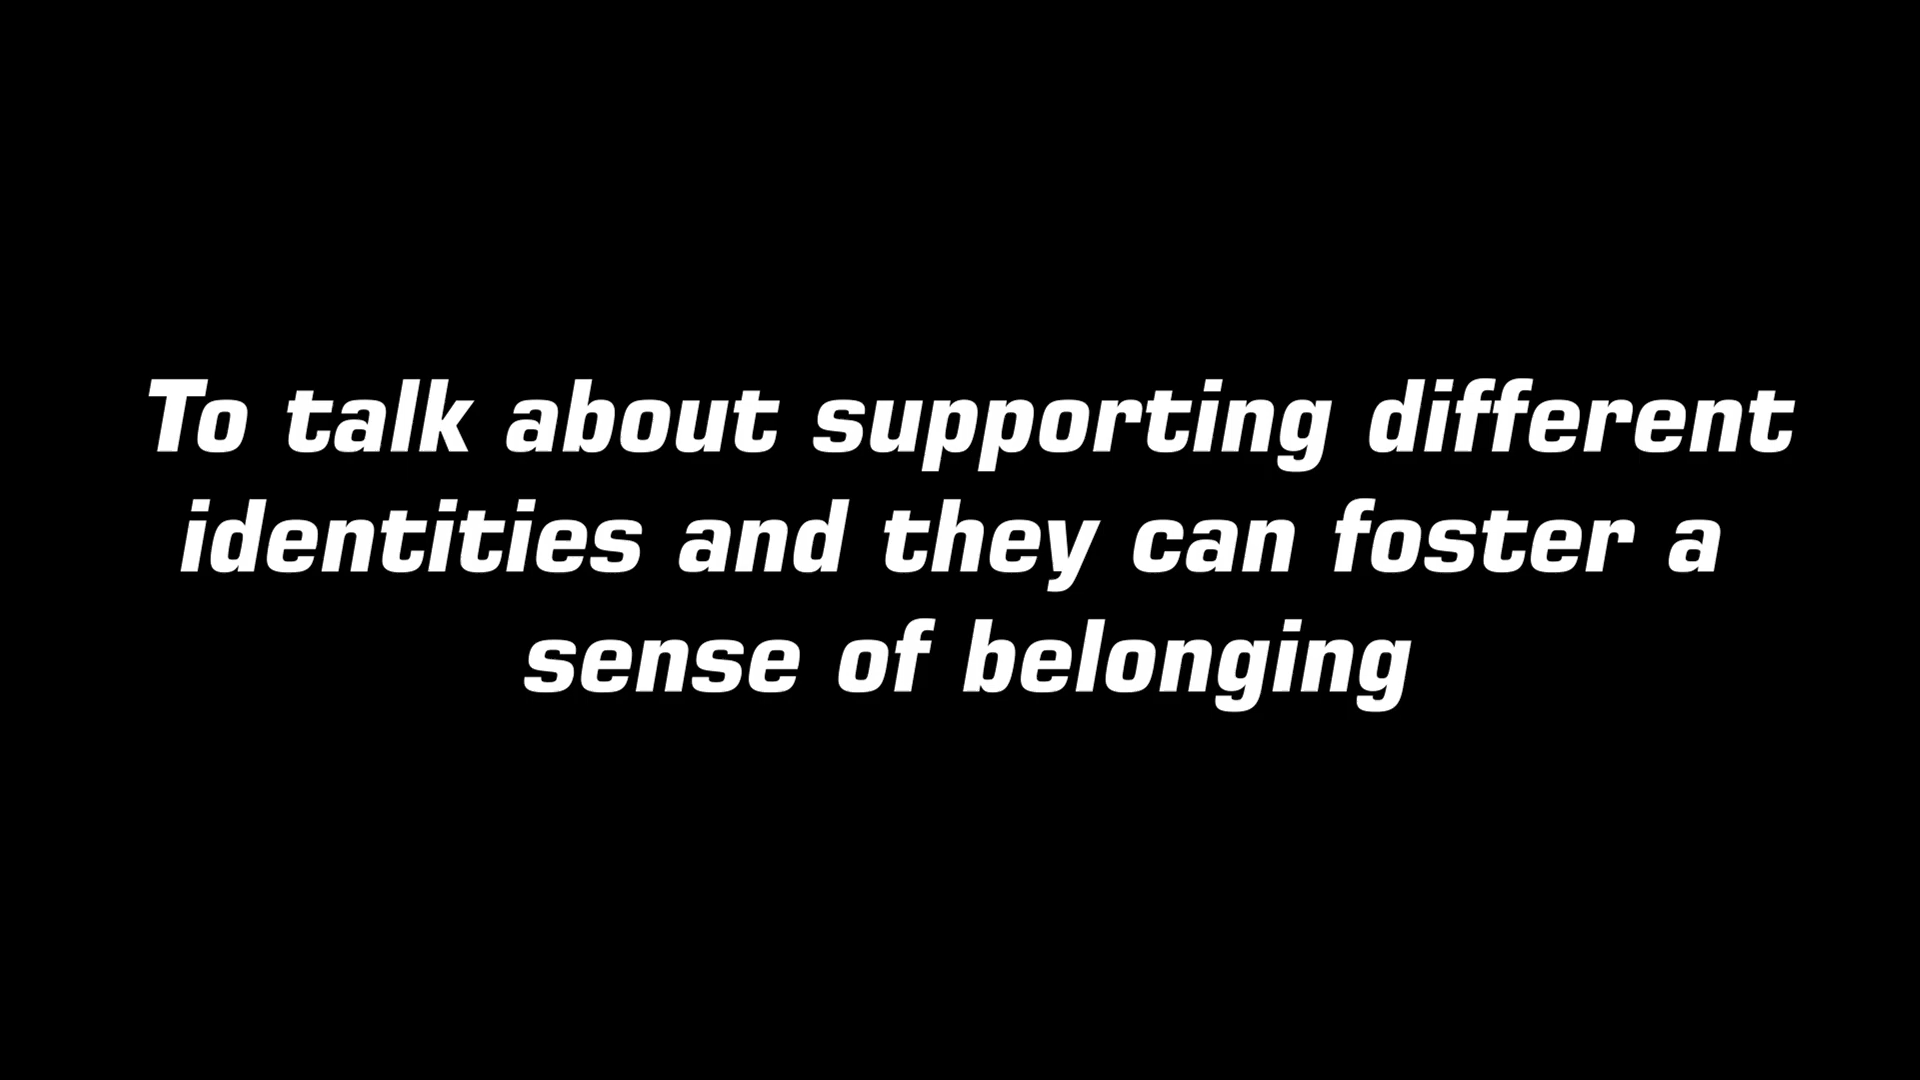 To talk about supporting different
identities and they can foster a
sense of belonging